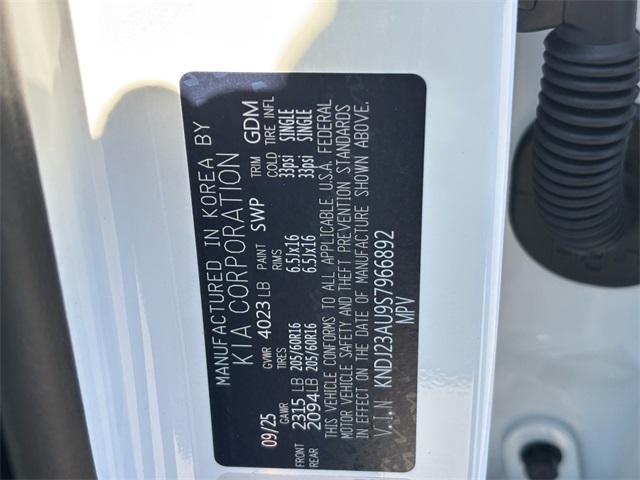 MANUFACTURED IN KOREA BY
KIA CORPORATION
09/25 GVWR 4023 LB PAINT SWP TRIM GDM
GAWR TIRES RIMS COLD TIRE INFL
FRONT 2315 LB 205/60R16 6.5Jx16 33psi SINGLE
REAR 2094 LB 205/60R16 6.5Jx16 33psi SINGLE
THIS VEHICLE CONFORMS TO ALL APPLICABLE U.S.A. FEDERAL
MOTOR VEHICLE SAFETY AND THEFT PREVENTION STANDARDS
IN EFFECT ON THE DATE OF MANUFACTURE SHOWN ABOVE.
V.I.N KNDJ23AU9S7966892
MPV